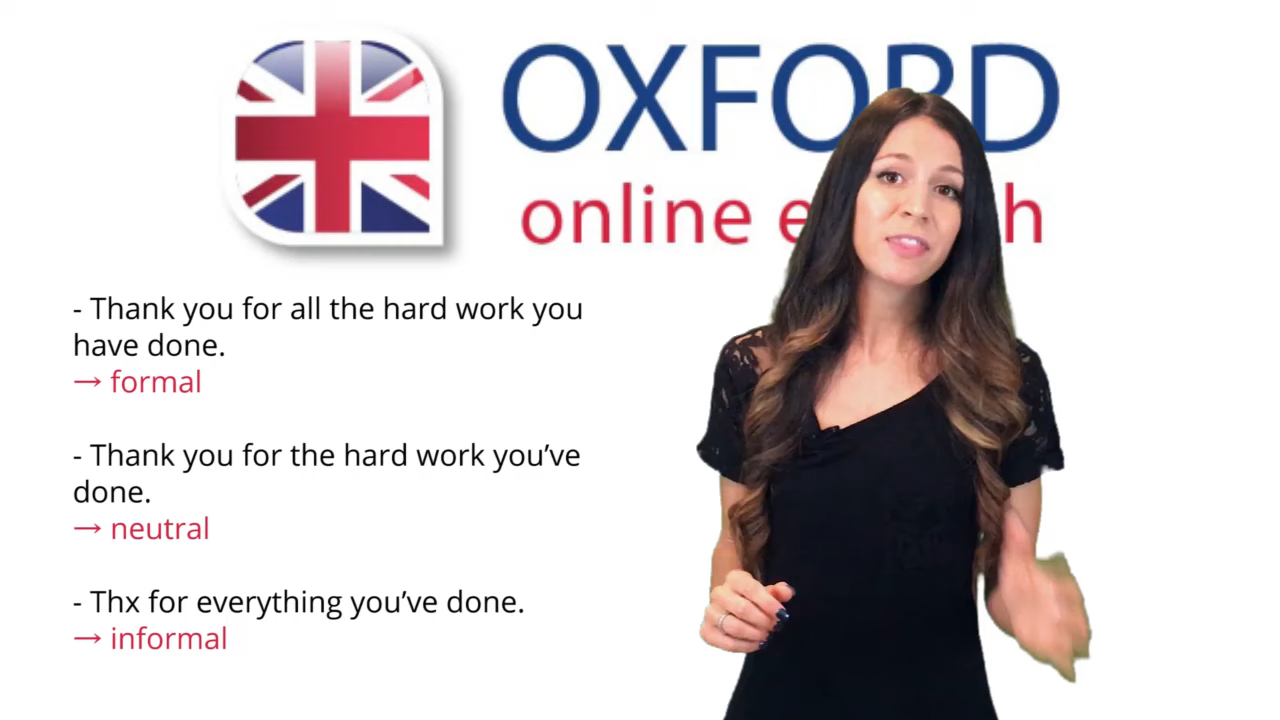 OXFORD
online e h
- Thank you for all the hard work you
have done.
→ formal
- Thank you for the hard work you’ve
done.
→ neutral
- Thx for everything you’ve done.
→ informal